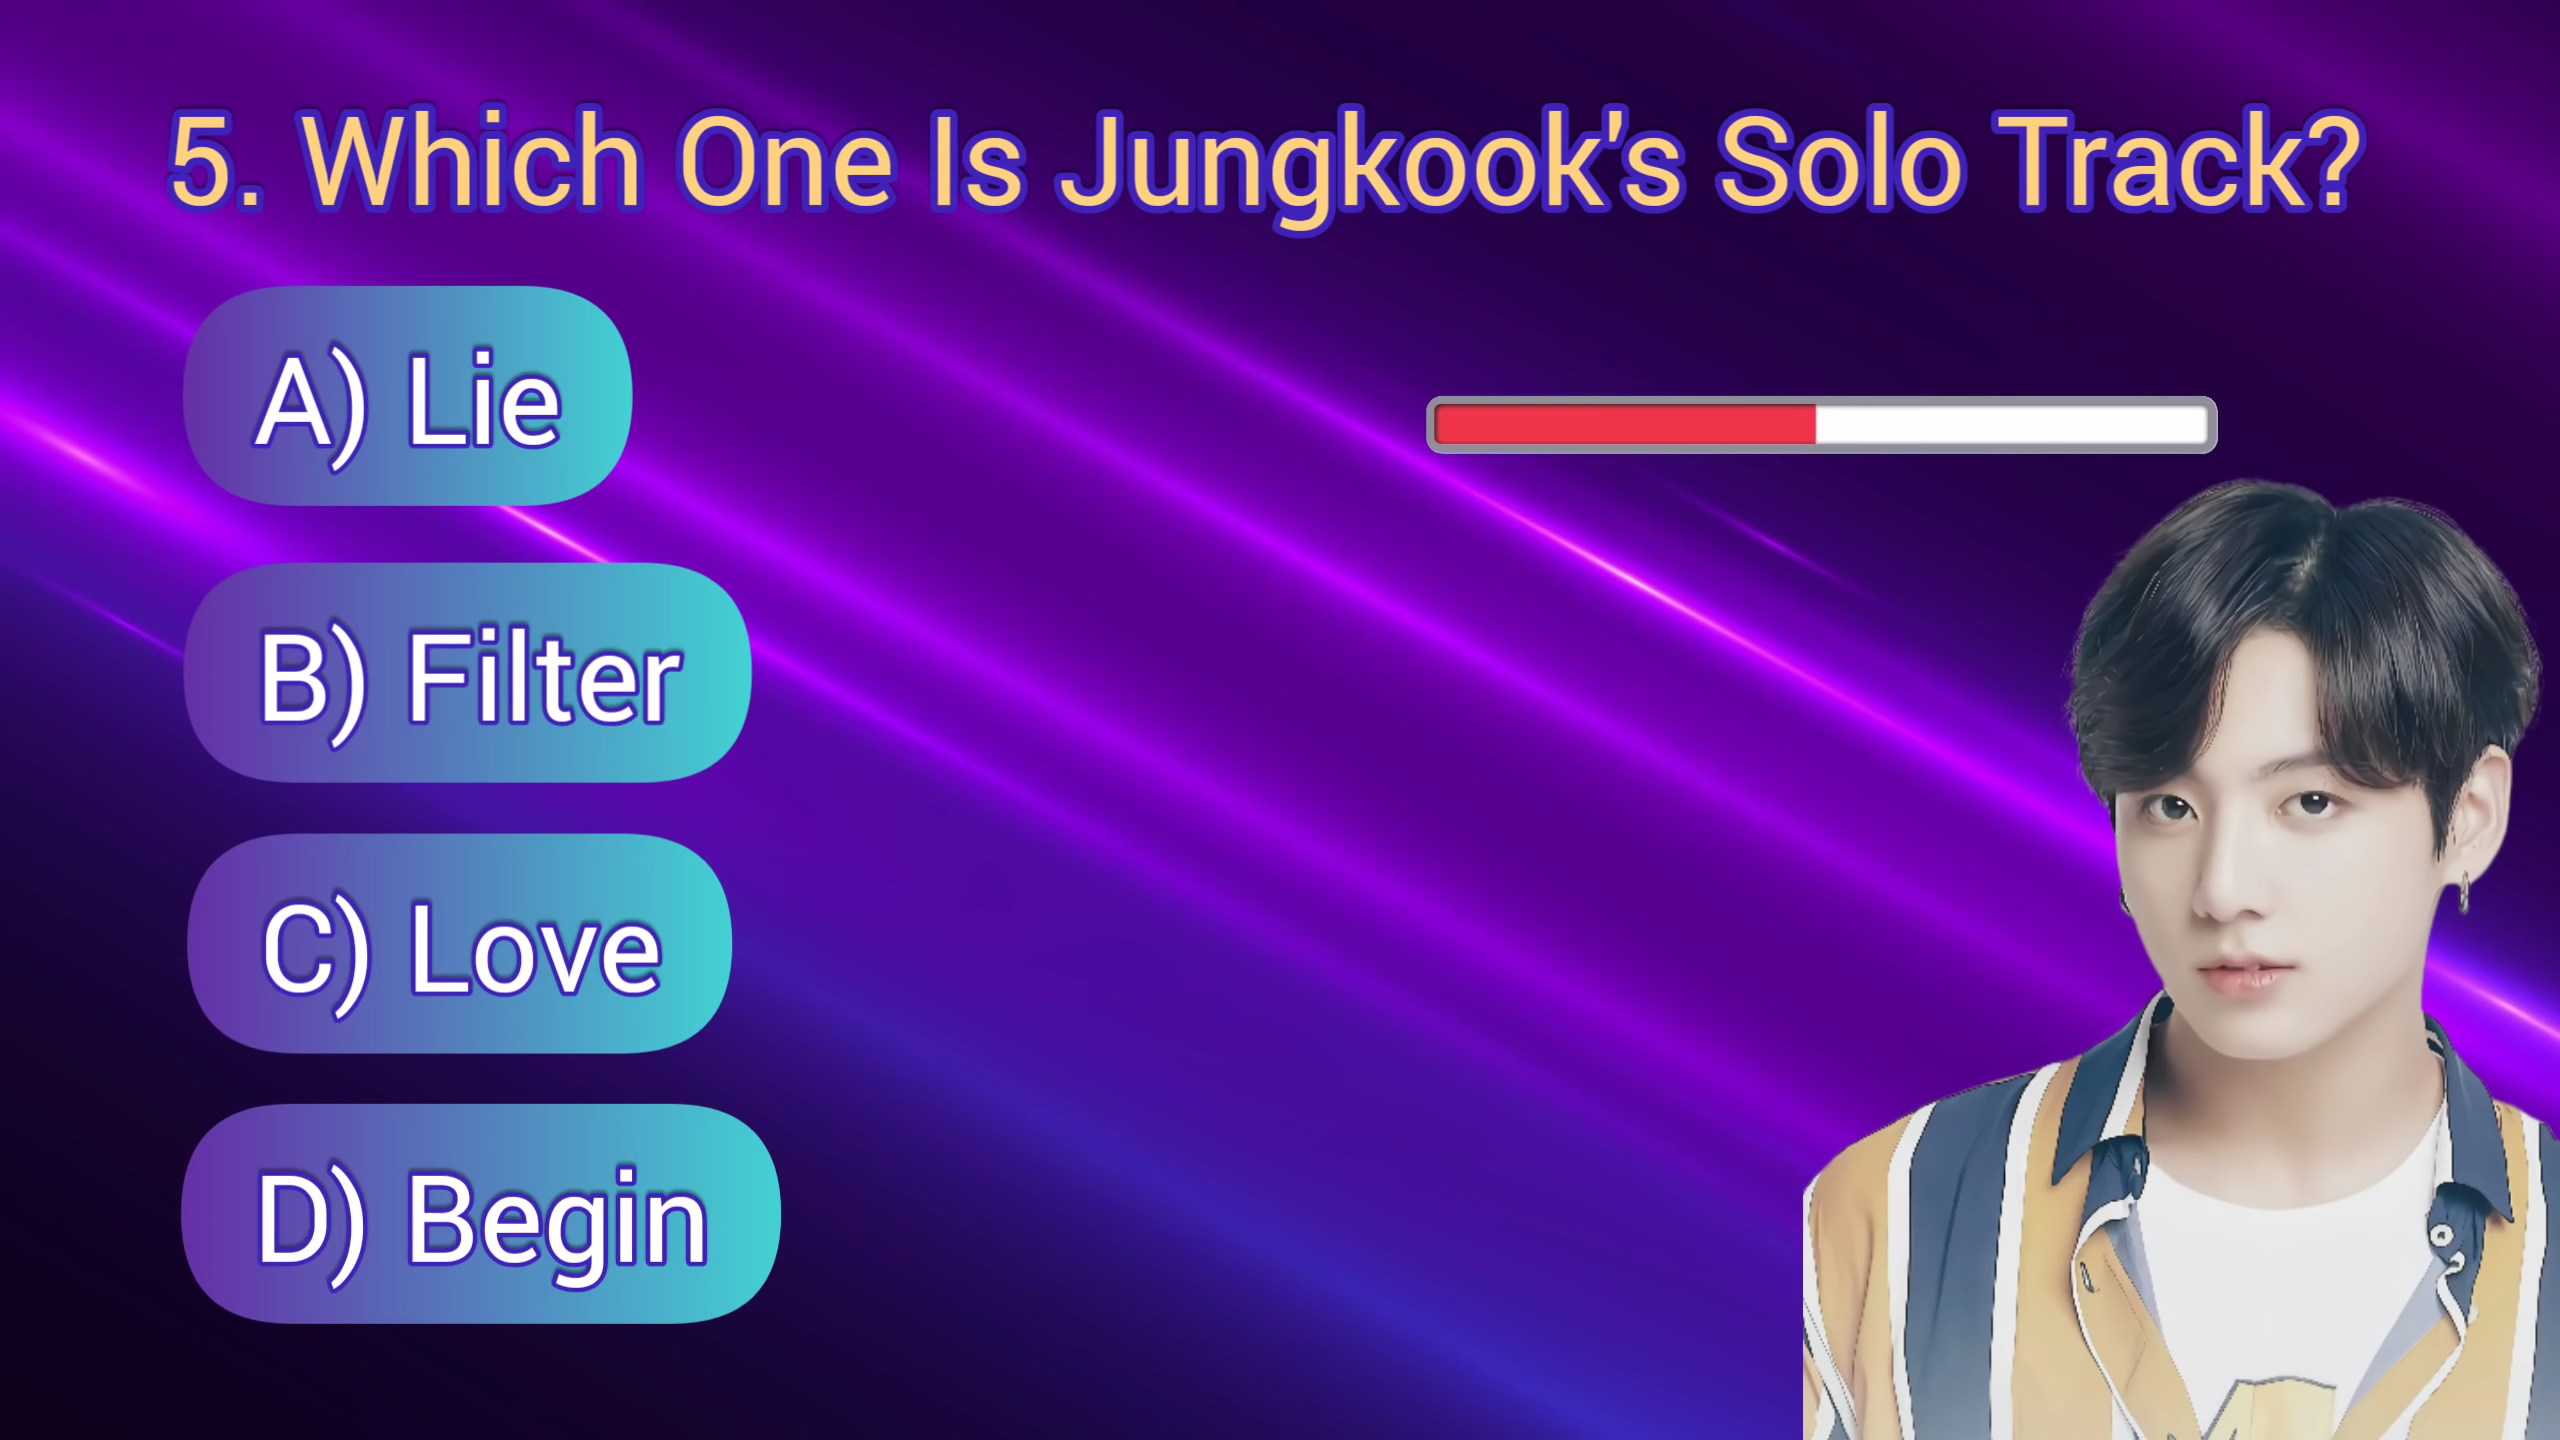 5. Which One Is Jungkook's Solo Track?
A) Lie
B) Filter
C) Love
D) Begin